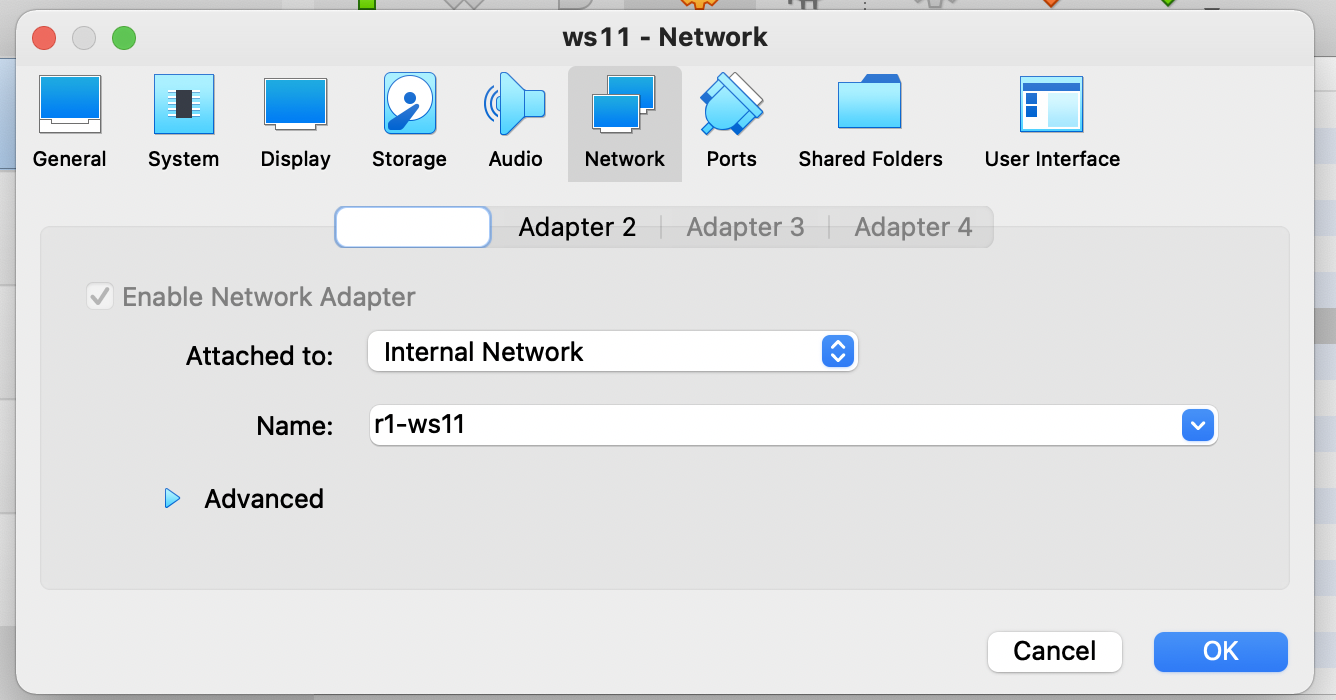 ws11 - Network
General System Display Storage Audio Network Ports Shared Folders User Interface
Adapter 2 Adapter 3 Adapter 4
Enable Network Adapter
Attached to: Internal Network
Name: r1-ws11
Advanced
Cancel OK